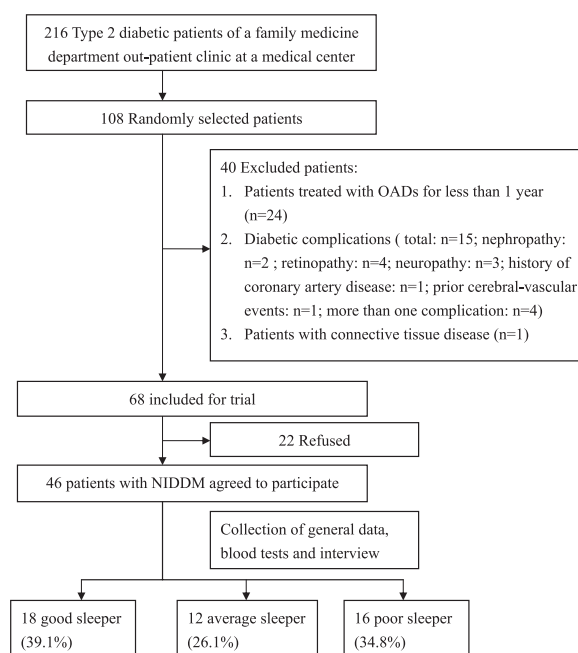 216 Type 2 diabetic patients of a family medicine
department out-patient clinic at a medical center
108 Randomly selected patients
40 Excluded patients:
1. Patients treated with OADs for less than 1 year
(n=24)
2. Diabetic complications ( total: n=15; nephropathy:
n=2 ; retinopathy: n=4; neuropathy: n=3; history of
coronary artery disease: n=1; prior cerebral-vascular
events: n=1; more than one complication: n=4)
3. Patients with connective tissue disease (n=1)
68 included for trial
22 Refused
46 patients with NIDDM agreed to participate
Collection of general data,
blood tests and interview
18 good sleeper
(39.1%)
12 average sleeper
(26.1%)
16 poor sleeper
(34.8%)